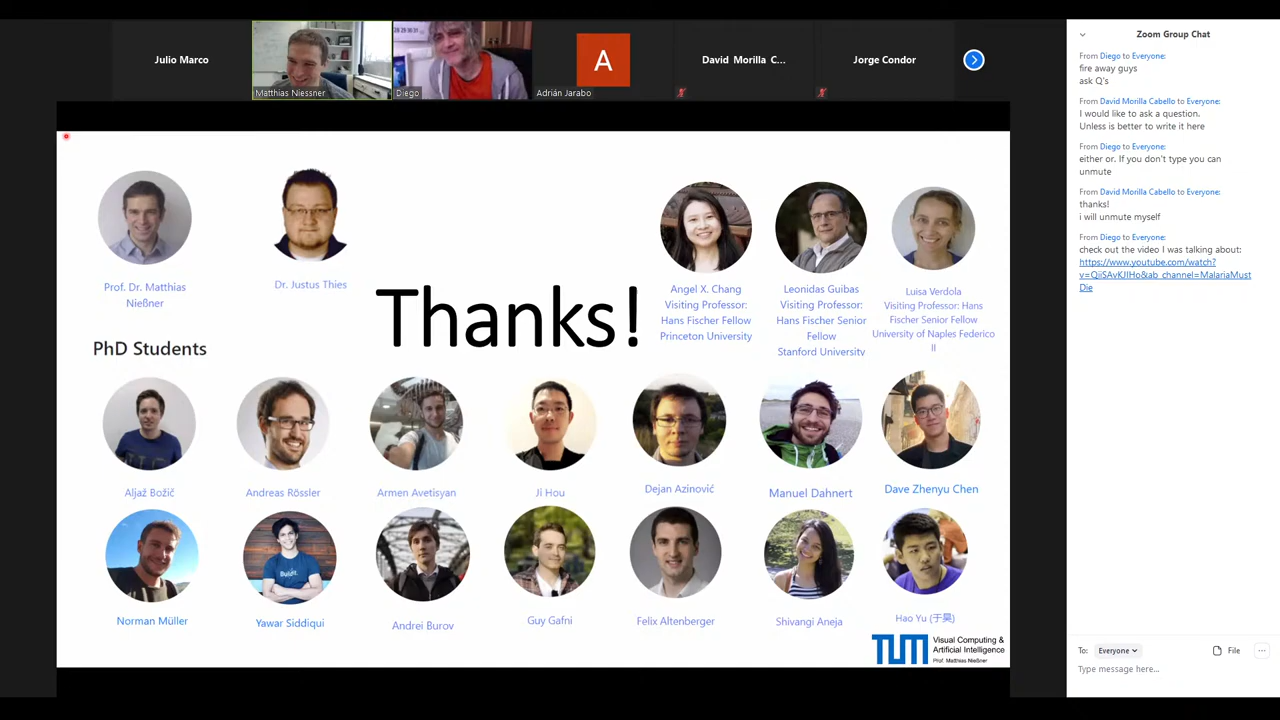 Julio Marco
Matthias Niessner
Diego
A
Adrián Jarabo
David Morilla C...
Jorge Condor
Prof. Dr. Matthias
Nießner
Dr. Justus Thies
Thanks!
Angel X. Chang
Visiting Professor:
Hans Fischer Fellow
Princeton University
Leonidas Guibas
Visiting Professor:
Hans Fischer Senior
Fellow
Stanford University
Luisa Verdola
Visiting Professor: Hans
Fischer Senior Fellow
University of Naples Federico
II
PhD Students
Aljaž Božič
Andreas Rössler
Armen Avetisyan
Ji Hou
Dejan Azinović
Manuel Dahnert
Dave Zhenyu Chen
Norman Müller
Yawar Siddiqui
Andrei Burov
Guy Gafni
Felix Altenberger
Shivangi Aneja
Hao Yu (于昊)
TUM
Visual Computing &
Artificial Intelligence
Prof. Matthias Nießner
Zoom Group Chat
From Diego to Everyone:
fire away guys
ask Q's
From David Morilla Cabello to Everyone:
I would like to ask a question.
Unless is better to write it here
From Diego to Everyone:
either or. If you don't type you can
unmute
From David Morilla Cabello to Everyone:
thanks!
i will unmute myself
From Diego to Everyone:
check out the video I was talking about:
https://www.youtube.com/watch?
v=QiiSAvKJIHo&ab_channel=MalariaMust
Die
To: Everyone
File
Type message here...